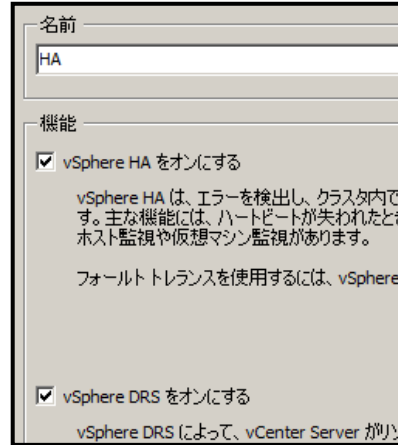 名前
HA
機能
vSphere HA をオンにする
vSphere HA は、エラーを検出し、クラスタ内で
す。主な機能には、ハートビートが失われたとき
ホスト監視や仮想マシン監視があります。
フォールト トレランスを使用するには、vSphere
vSphere DRS をオンにする
vSphere DRS によって、vCenter Server がリソ